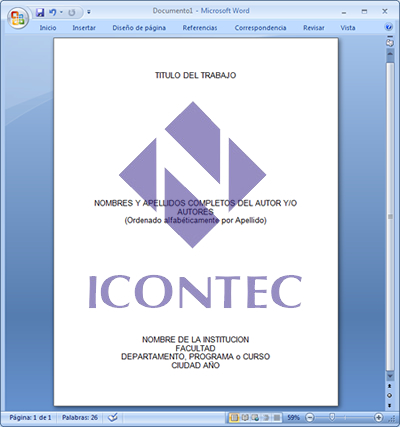 Documento1 - Microsoft Word
Inicio Insertar Diseño de página Referencias Correspondencia Revisar Vista
TITULO DEL TRABAJO
NOMBRES Y APELLIDOS COMPLETOS DEL AUTOR Y/O
AUTORES
(Ordenado alfabéticamente por Apellido)
ICONTEC
NOMBRE DE LA INSTITUCION
FACULTAD
DEPARTAMENTO, PROGRAMA o CURSO
CIUDAD AÑO
Página: 1 de 1 Palabras: 26 59%